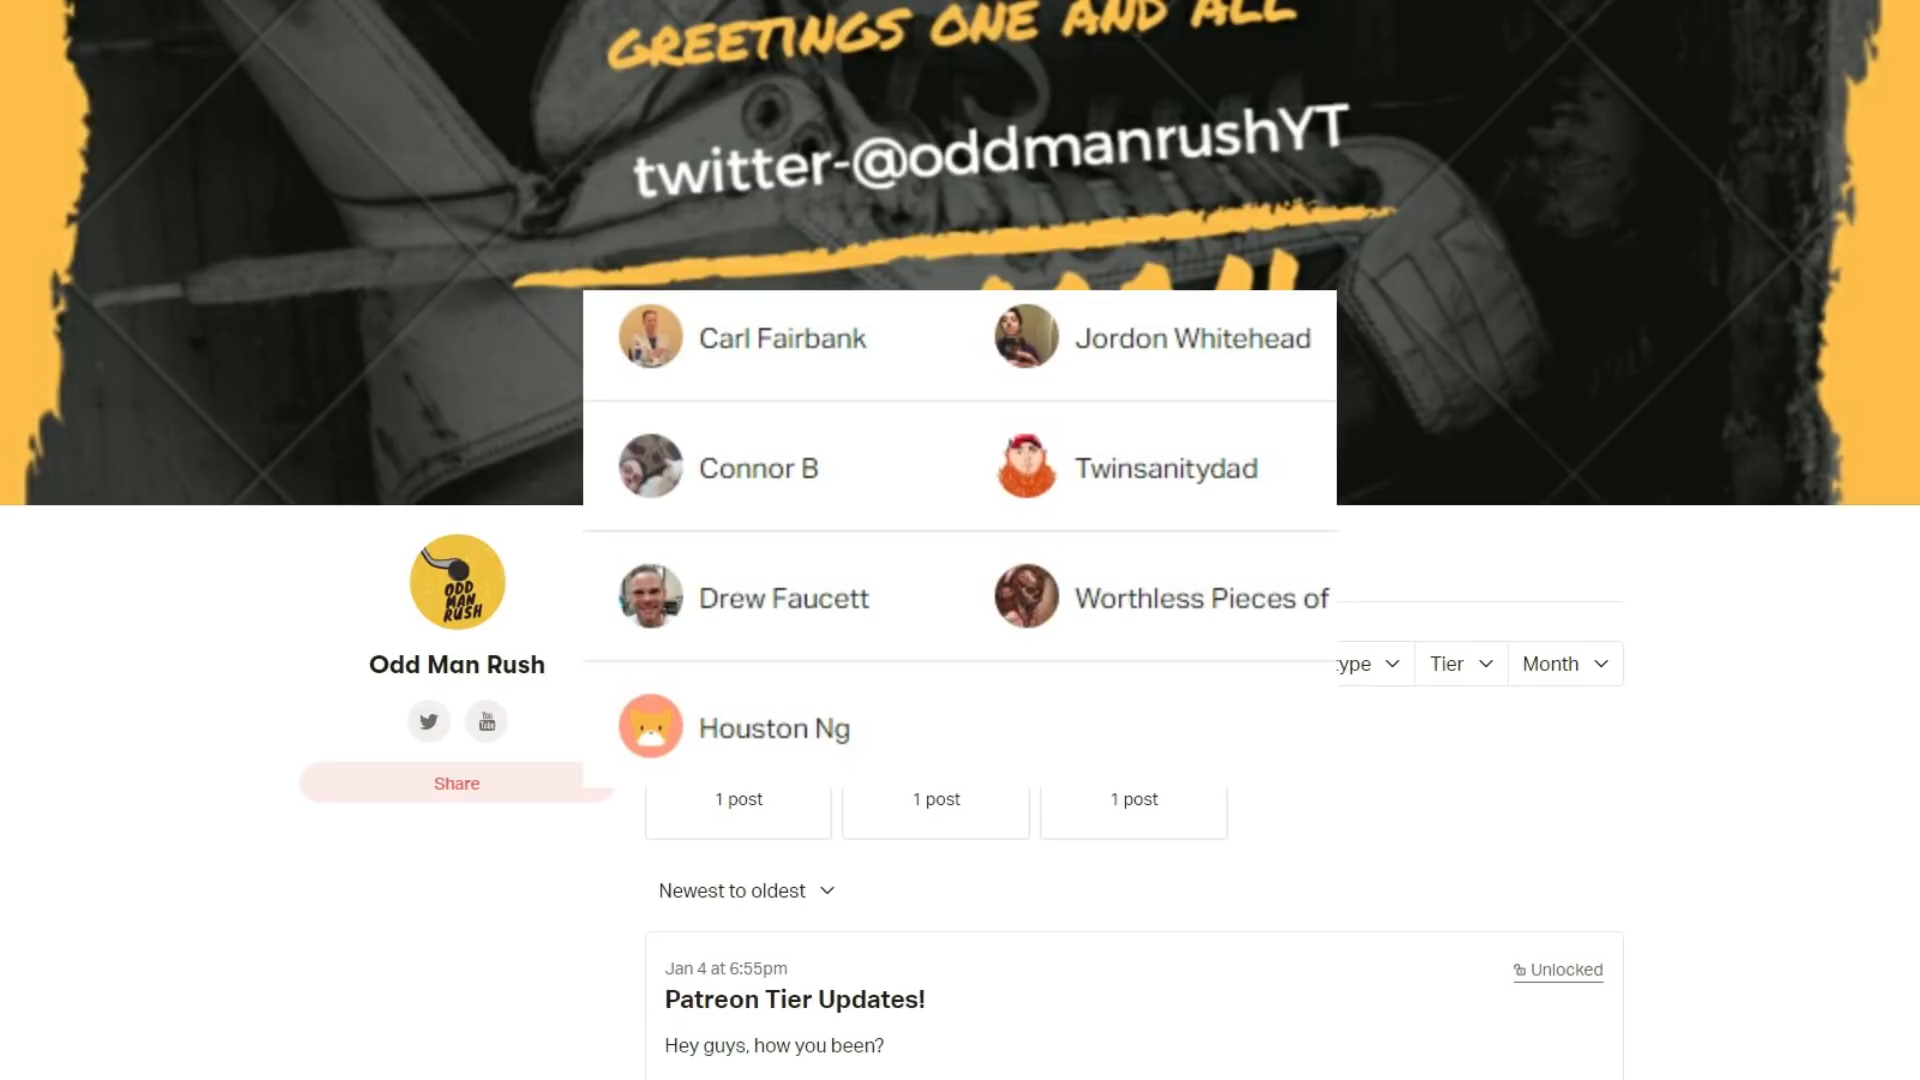 GREETINGS ONE AND ALL
twitter-@oddmanrushYT
Carl Fairbank
Jordon Whitehead
Connor B
Twinsanitydad
Drew Faucett
Worthless Pieces of
Houston Ng
ODD
MAN
RUSH
Odd Man Rush
You
Tube
Share
ype
Tier
Month
1 post
1 post
1 post
Newest to oldest
Jan 4 at 6:55pm
Unlocked
Patreon Tier Updates!
Hey guys, how you been?